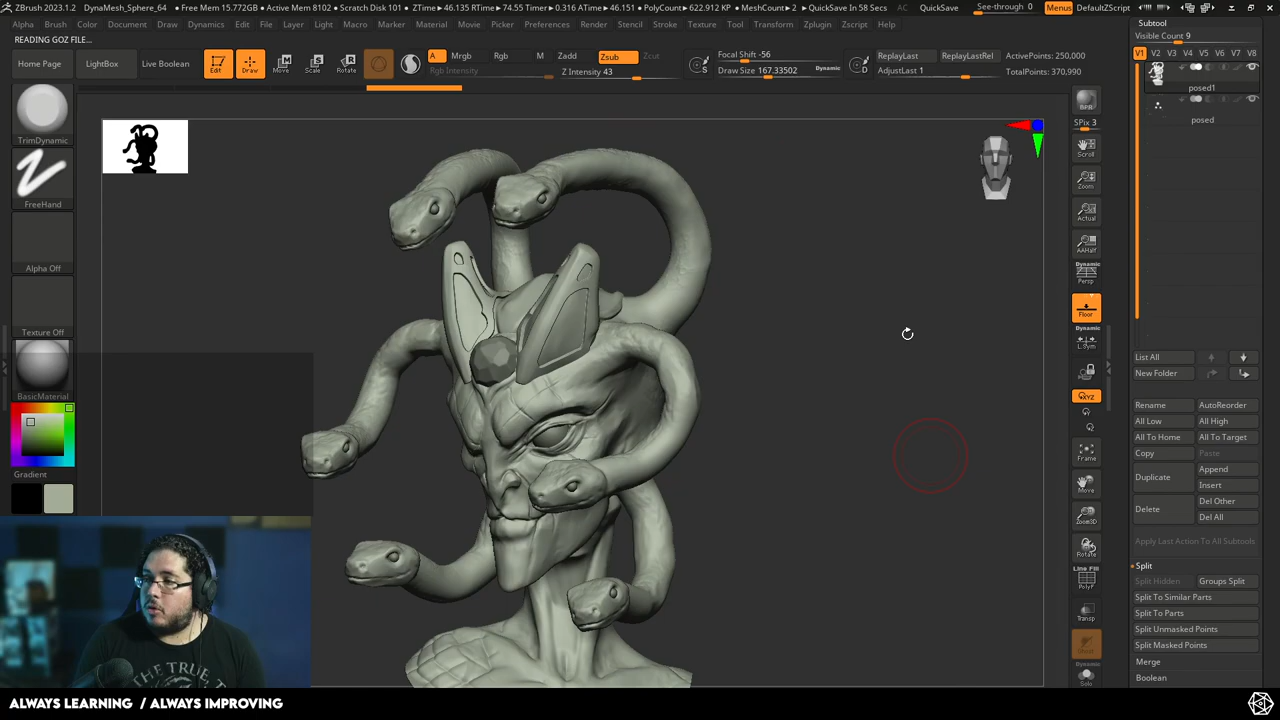 ZBrush 2023.1.2 DynaMesh_Sphere_64 • Free Mem 15.772GB • Active Mem 8102 • Scratch Disk 101 • ZTime▸46.135 RTime▸74.55 Timer▸0.316 ATime▸46.151 • PolyCount▸622.912 KP • MeshCount▸2 • QuickSave In 58 Secs AC QuickSave See-through 0 Menus DefaultZScript
Alpha Brush Color Document Draw Dynamics Edit File Layer Light Macro Marker Material Movie Picker Preferences Render Stencil Stroke Texture Tool Transform Zplugin Zscript Help
READING GOZ FILE...
Home Page LightBox Live Boolean
Edit Draw Move Scale Rotate
A Mrgb Rgb M Zadd Zsub Zcut
Rgb Intensity Z Intensity 43
Focal Shift -56
Draw Size 167.33502 Dynamic
S D
ReplayLast ReplayLastRel
AdjustLast 1
ActivePoints: 250,000
TotalPoints: 370,990
TrimDynamic
FreeHand
Alpha Off
Texture Off
BasicMaterial
Gradient
BPR
SPix 3
Scroll
Zoom
Actual
AAHalf
Dynamic
Persp
Floor
Dynamic
L.Sym
XYZ
Frame
Move
Zoom3D
Rotate
Line Fill
PolyF
Transp
Dynamic
Solo
Subtool
Visible Count 9
V1 V2 V3 V4 V5 V6 V7 V8
posed1
posed
List All
New Folder
Rename AutoReorder
All Low All High
All To Home All To Target
Copy Paste
Duplicate Append
Insert
Delete Del Other
Del All
Apply Last Action To All Subtools
Split
Split Hidden Groups Split
Split To Similar Parts
Split To Parts
Split Unmasked Points
Split Masked Points
Merge
Boolean
THE TRUE,
ALWAYS LEARNING / ALWAYS IMPROVING